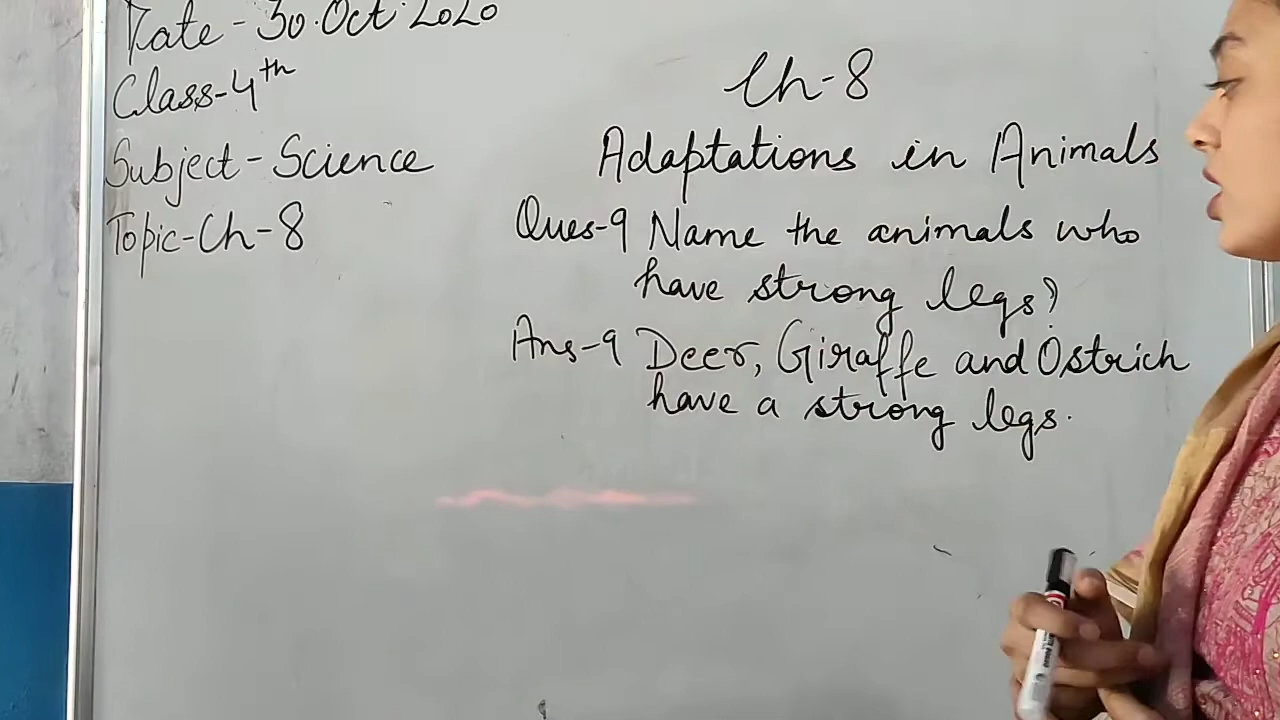 Date - 30.Oct.2020
Class-4th
Subject-Science
Topic-Ch-8
Ch-8
Adaptations in Animals
Ques-9 Name the animals who
have strong legs?
Ans-9 Deer, Giraffe and Ostrich
have a strong legs.